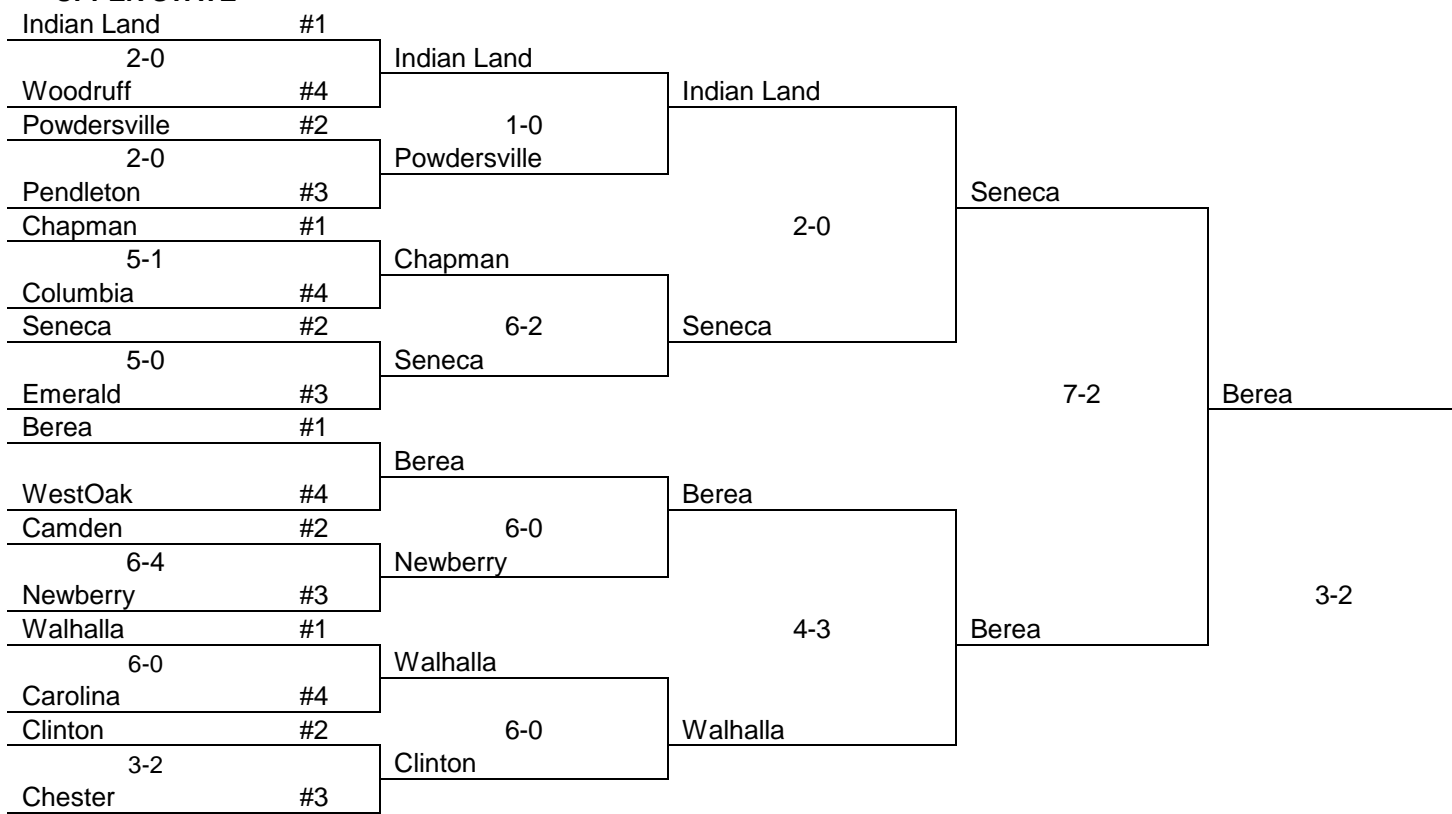 Indian Land #1
2-0 Indian Land
Woodruff #4 Indian Land
Powdersville #2 1-0
2-0 Powdersville
Pendleton #3 Seneca
Chapman #1 2-0
5-1 Chapman
Columbia #4
Seneca #2 6-2 Seneca
5-0 Seneca
Emerald #3 7-2 Berea
Berea #1
Berea
WestOak #4 Berea
Camden #2 6-0
6-4 Newberry
Newberry #3 3-2
Walhalla #1 4-3 Berea
6-0 Walhalla
Carolina #4
Clinton #2 6-0 Walhalla
3-2 Clinton
Chester #3